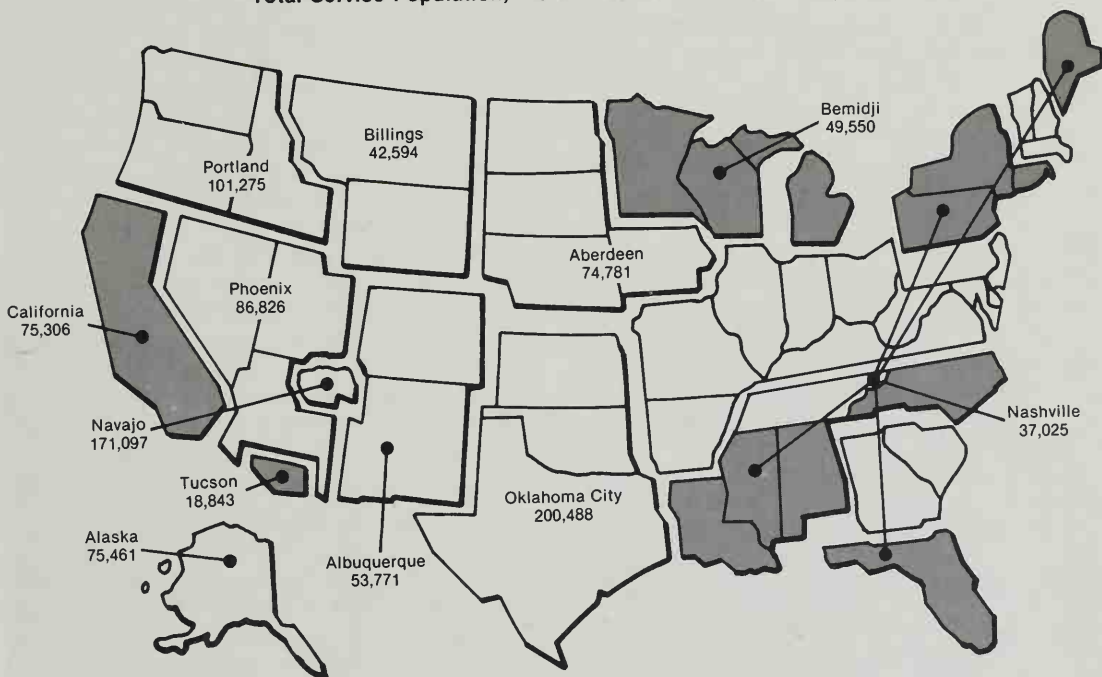 Total Service Population,
Bemidji
49,550
Billings
42,594
Portland
101,275
Aberdeen
74,781
Phoenix
86,826
California
75,306
Navajo
171,097
Nashville
37,025
Tucson
18,843
Oklahoma City
200,488
Alaska
75,461
Albuquerque
53,771